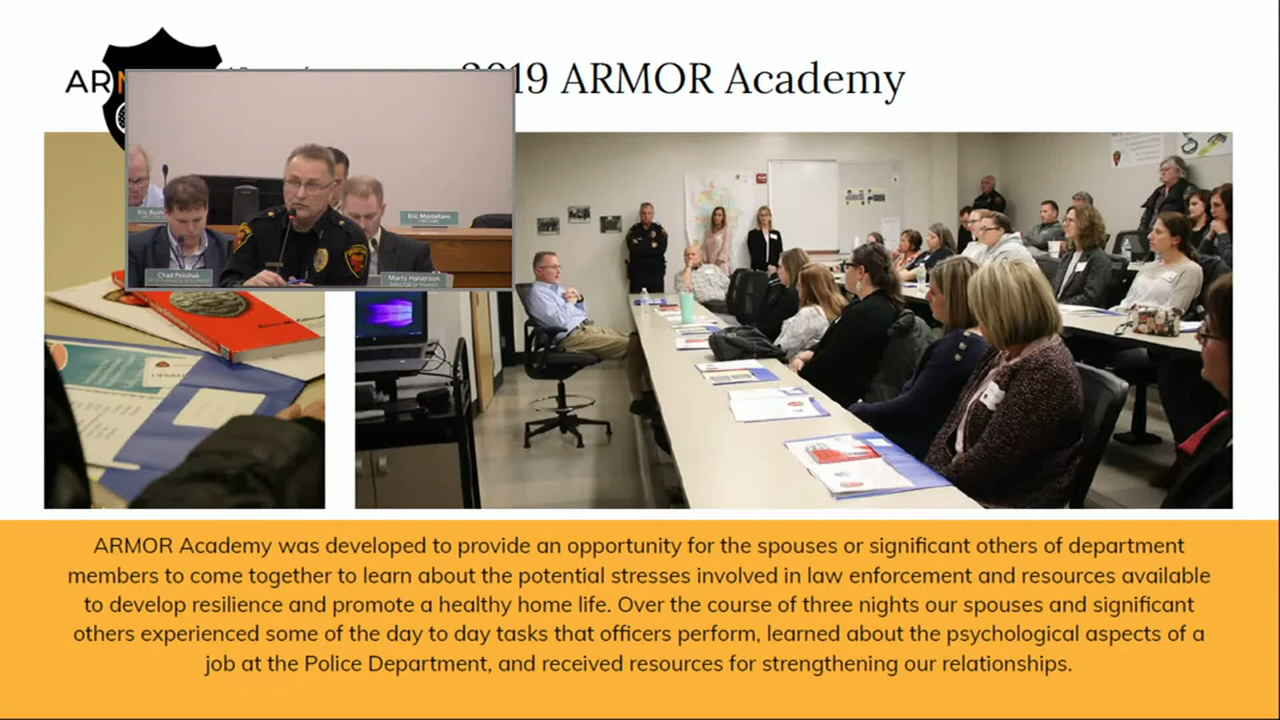 2019 ARMOR Academy
AR
Eric Bush
Eric Montellano
Chad Poliskas
Marty Halverson
DIRECTOR OF FINANCE
ARMOR Academy was developed to provide an opportunity for the spouses or significant others of department
members to come together to learn about the potential stresses involved in law enforcement and resources available
to develop resilience and promote a healthy home life. Over the course of three nights our spouses and significant
others experienced some of the day to day tasks that officers perform, learned about the psychological aspects of a
job at the Police Department, and received resources for strengthening our relationships.